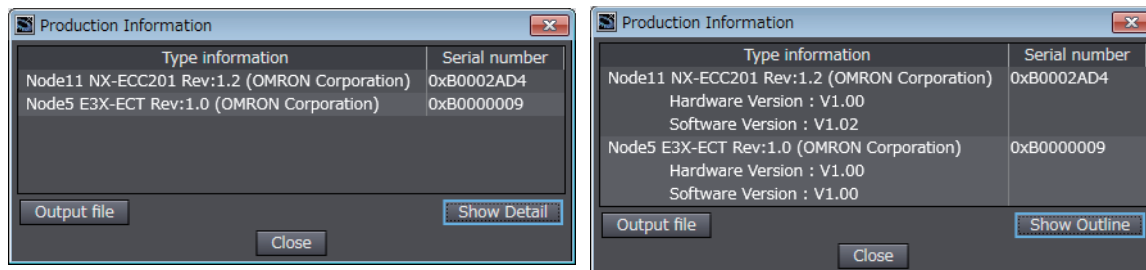 Production Information
Type information Serial number
Node11 NX-ECC201 Rev:1.2 (OMRON Corporation) 0xB0002AD4
Node5 E3X-ECT Rev:1.0 (OMRON Corporation) 0xB0000009
Output file Show Detail
Close
Production Information
Type information Serial number
Node11 NX-ECC201 Rev:1.2 (OMRON Corporation) 0xB0002AD4
Hardware Version : V1.00
Software Version : V1.02
Node5 E3X-ECT Rev:1.0 (OMRON Corporation) 0xB0000009
Hardware Version : V1.00
Software Version : V1.00
Output file Show Outline
Close